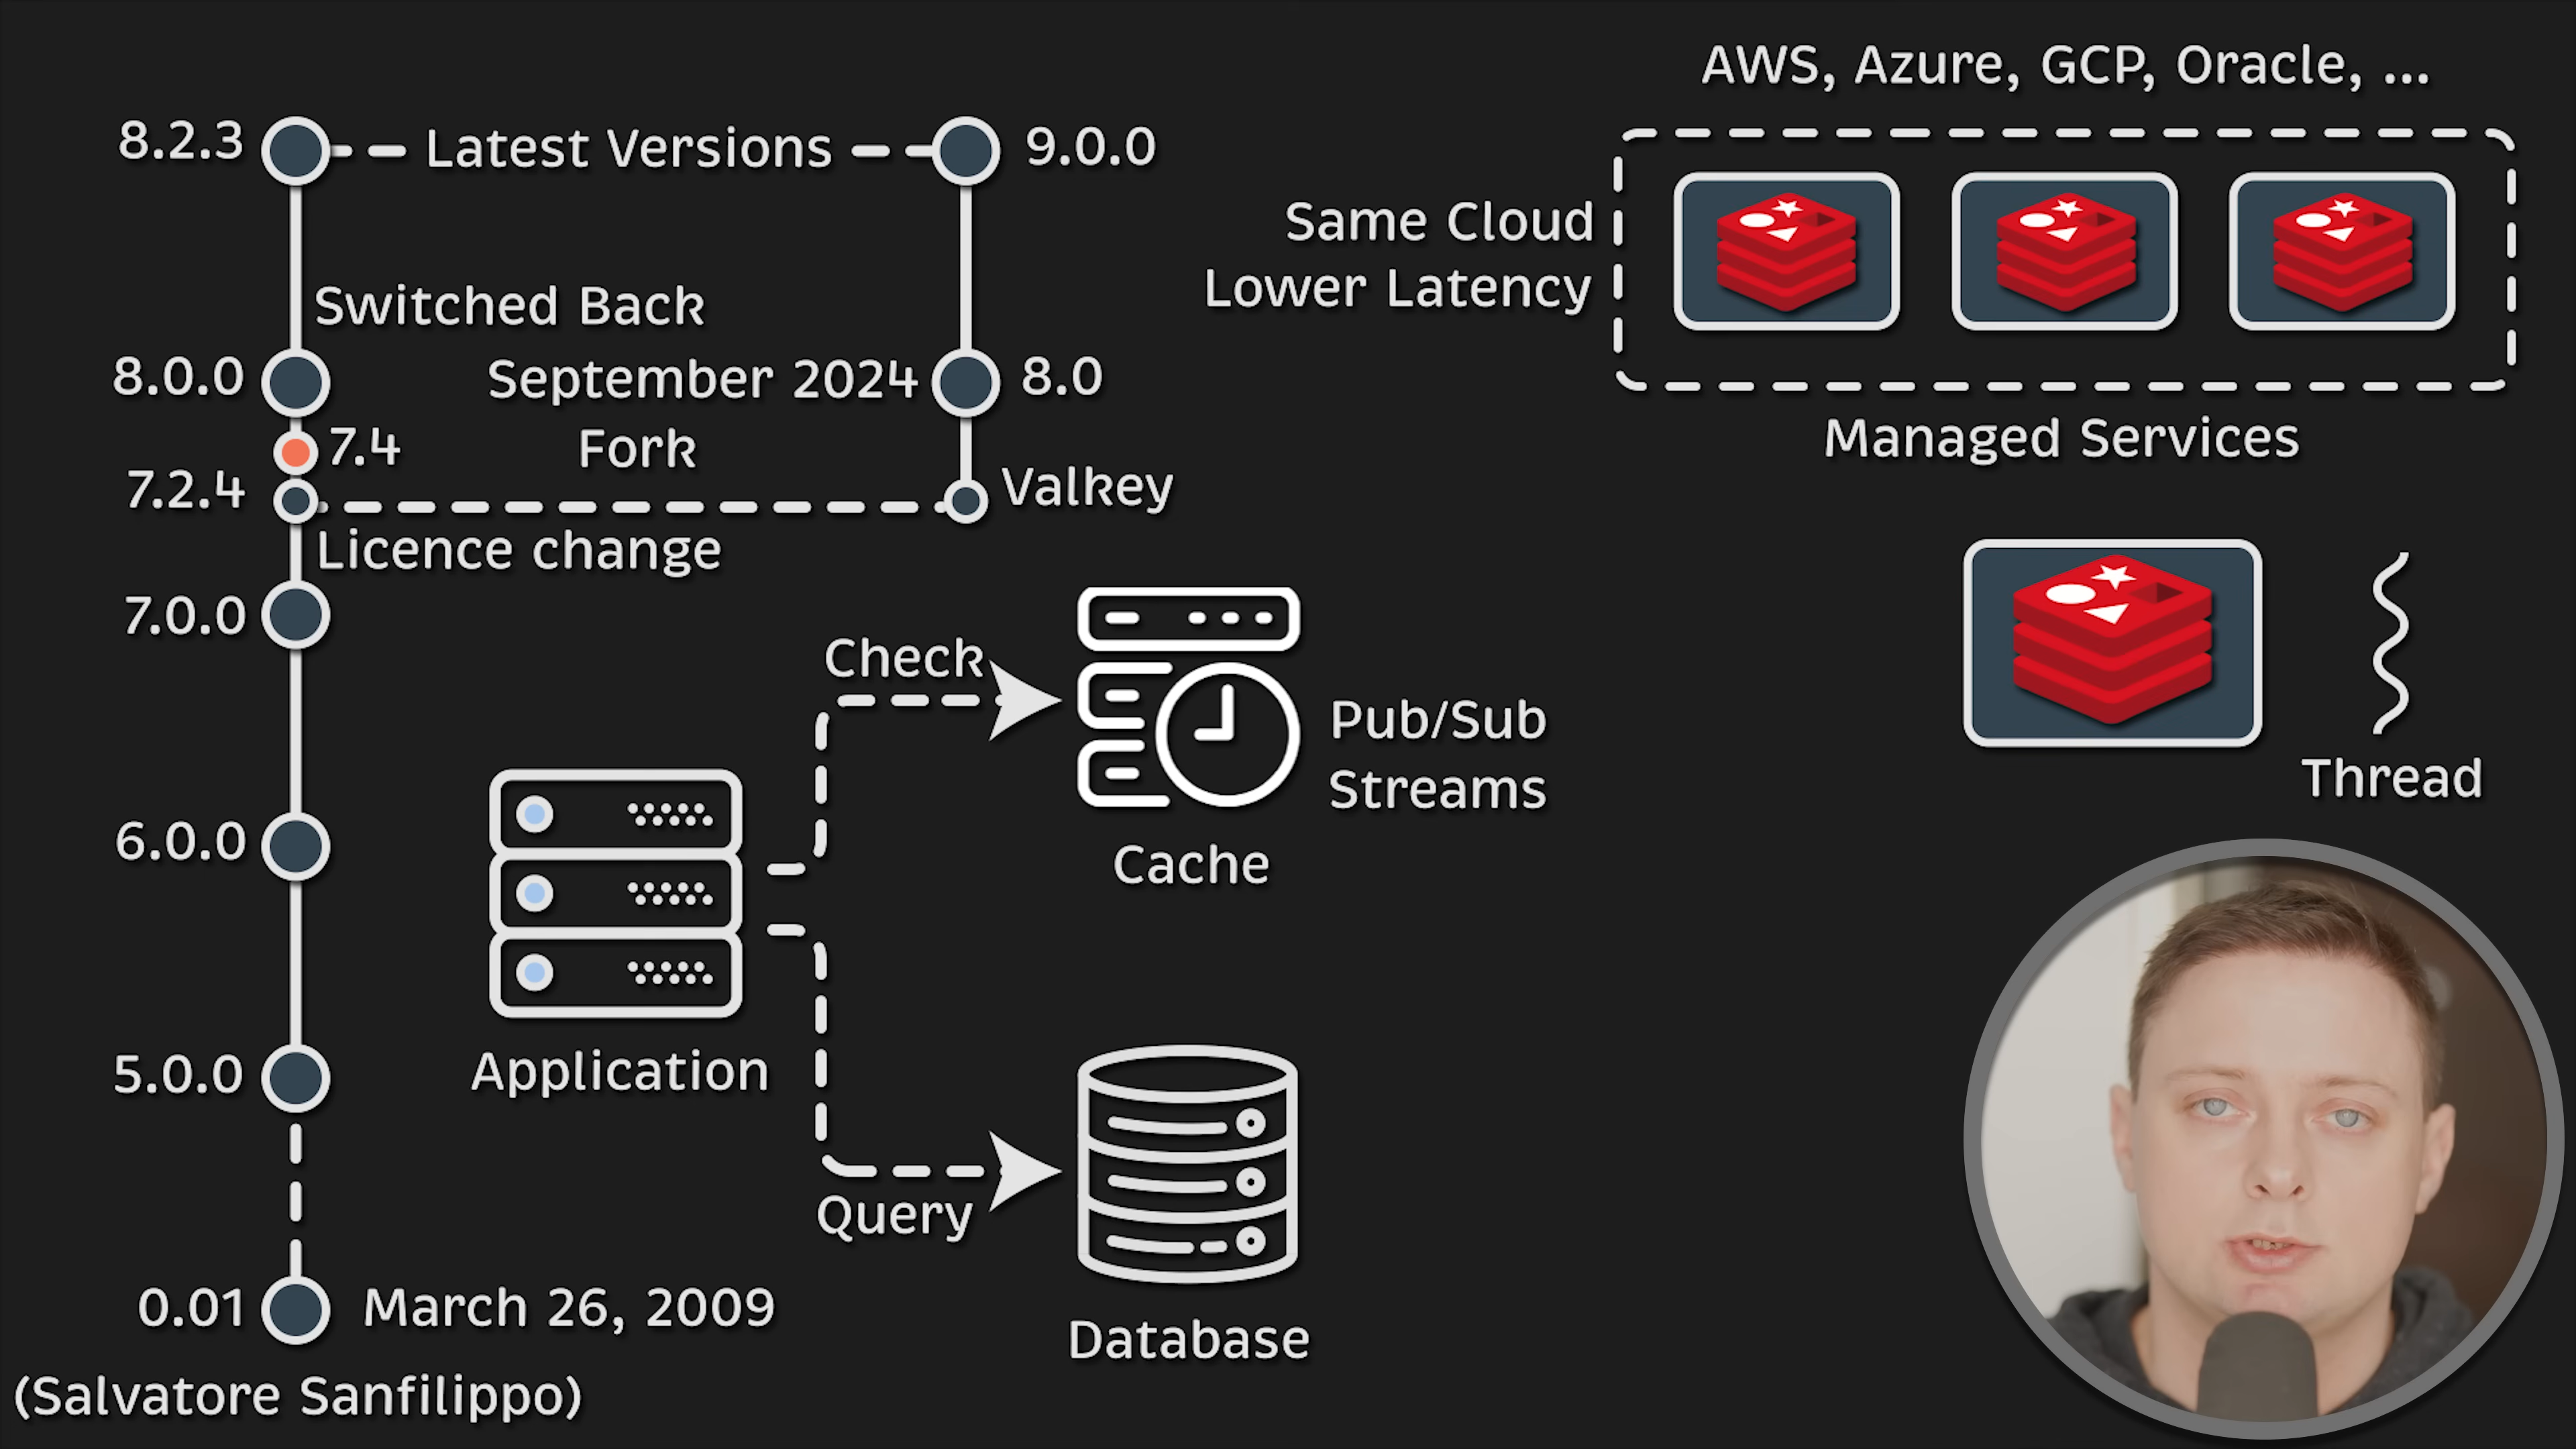 AWS, Azure, GCP, Oracle, ...
8.2.3
Latest Versions
9.0.0
Same Cloud
Lower Latency
Switched Back
8.0.0
September 2024
8.0
7.4
Fork
Managed Services
7.2.4
Valkey
Licence change
7.0.0
Check
Pub/Sub
Streams
Thread
6.0.0
Cache
5.0.0
Application
Query
0.01
March 26, 2009
Database
(Salvatore Sanfilippo)